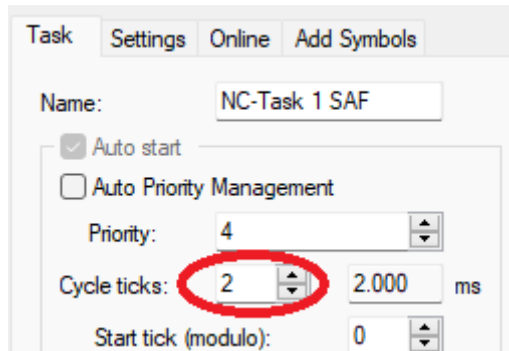 Task Settings Online Add Symbols
Name: NC-Task 1 SAF
Auto start
Auto Priority Management
Priority: 4
Cycle ticks: 2 2.000 ms
Start tick (modulo): 0